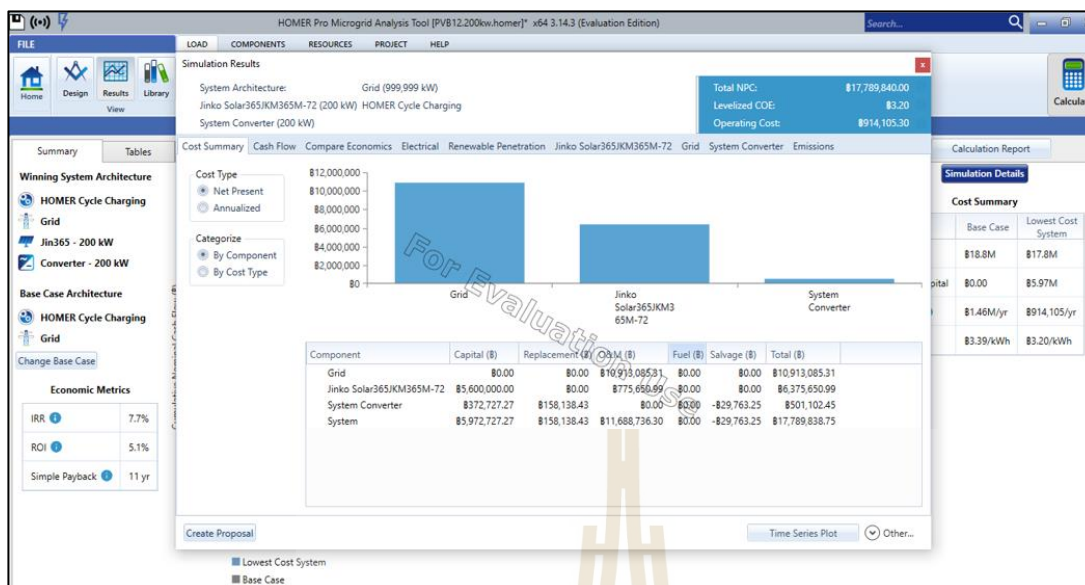 HOMER Pro Microgrid Analysis Tool [PVB12.200kw.homer]* x64 3.14.3 (Evaluation Edition)
Search...
FILE
LOAD COMPONENTS RESOURCES PROJECT HELP
Home
Design Results Library
View
Calcula
Simulation Results
System Architecture: Grid (999,999 kW)
Jinko Solar365JKM365M-72 (200 kW) HOMER Cycle Charging
System Converter (200 kW)
Total NPC: ฿17,789,840.00
Levelized COE: ฿3.20
Operating Cost: ฿914,105.30
Summary Tables
Cost Summary Cash Flow Compare Economics Electrical Renewable Penetration Jinko Solar365JKM365M-72 Grid System Converter Emissions
Calculation Report
Simulation Details
Winning System Architecture
HOMER Cycle Charging
Grid
Jin365 - 200 kW
Converter - 200 kW
Base Case Architecture
HOMER Cycle Charging
Grid
Change Base Case
Economic Metrics
IRR 7.7%
ROI 5.1%
Simple Payback 11 yr
Cost Type
Net Present
Annualized
Categorize
By Component
By Cost Type
฿12,000,000
฿10,000,000
฿8,000,000
฿6,000,000
฿4,000,000
฿2,000,000
฿0
Grid
Jinko
Solar365JKM3
65M-72
System
Converter
For Evaluation Use
Component Capital (฿) Replacement (฿) O&M (฿) Fuel (฿) Salvage (฿) Total (฿)
Grid ฿0.00 ฿0.00 ฿10,913,085.31 ฿0.00 ฿0.00 ฿10,913,085.31
Jinko Solar365JKM365M-72 ฿5,600,000.00 ฿0.00 ฿775,650.99 ฿0.00 ฿0.00 ฿6,375,650.99
System Converter ฿372,727.27 ฿158,138.43 ฿0.00 ฿0.00 -฿29,763.25 ฿501,102.45
System ฿5,972,727.27 ฿158,138.43 ฿11,688,736.30 ฿0.00 -฿29,763.25 ฿17,789,838.75
Cost Summary
Base Case Lowest Cost
System
฿18.8M ฿17.8M
pital ฿0.00 ฿5.97M
฿1.46M/yr ฿914,105/yr
฿3.39/kWh ฿3.20/kWh
Create Proposal
Time Series Plot Other...
Lowest Cost System
Base Case